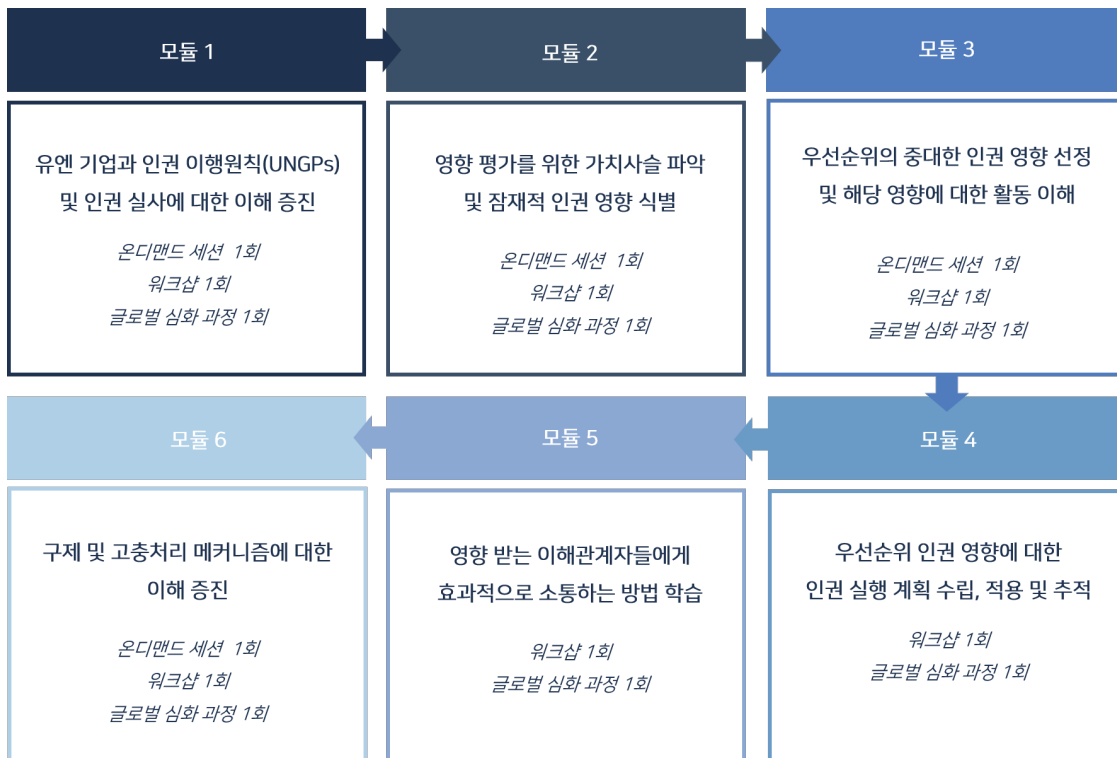 모듈 1
유엔 기업과 인권 이행원칙(UNGPs)
및 인권 실사에 대한 이해 증진
온디맨드 세션 1회
워크샵 1회
글로벌 심화 과정 1회
모듈 2
영향 평가를 위한 가치사슬 파악
및 잠재적 인권 영향 식별
온디맨드 세션 1회
워크샵 1회
글로벌 심화 과정 1회
모듈 3
우선순위의 중대한 인권 영향 선정
및 해당 영향에 대한 활동 이해
온디맨드 세션 1회
워크샵 1회
글로벌 심화 과정 1회
모듈 4
우선순위 인권 영향에 대한
인권 실행 계획 수립, 적용 및 추적
워크샵 1회
글로벌 심화 과정 1회
모듈 5
영향 받는 이해관계자들에게
효과적으로 소통하는 방법 학습
워크샵 1회
글로벌 심화 과정 1회
모듈 6
구제 및 고충처리 메커니즘에 대한
이해 증진
온디맨드 세션 1회
워크샵 1회
글로벌 심화 과정 1회